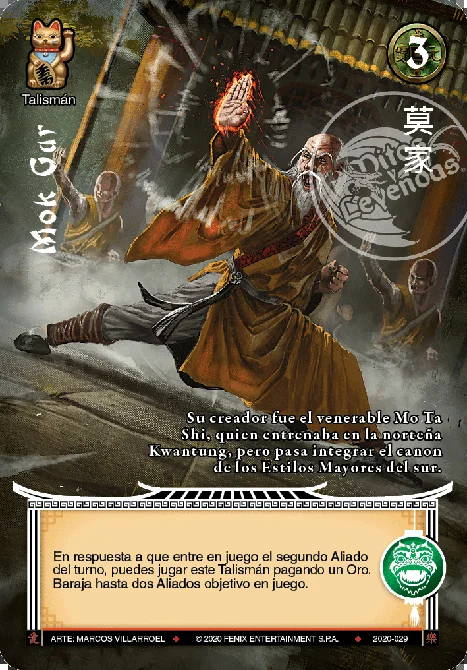 Talismán
3
Mok Gar
莫家
Mitos y
Leyendas
Su creador fue el venerable Mo Ta
Shi, quien entrenaba en la norteña
Kwantung, pero pasa integrar el canon
de los Estilos Mayores del sur.
En respuesta a que entre en juego el segundo Aliado
del turno, puedes jugar este Talismán pagando un Oro.
Baraja hasta dos Aliados objetivo en juego.
ARTE: MARCOS VILLARROEL ◆ © 2020 FENIX ENTERTAINMENT S.P.A. ◆ 2020-029